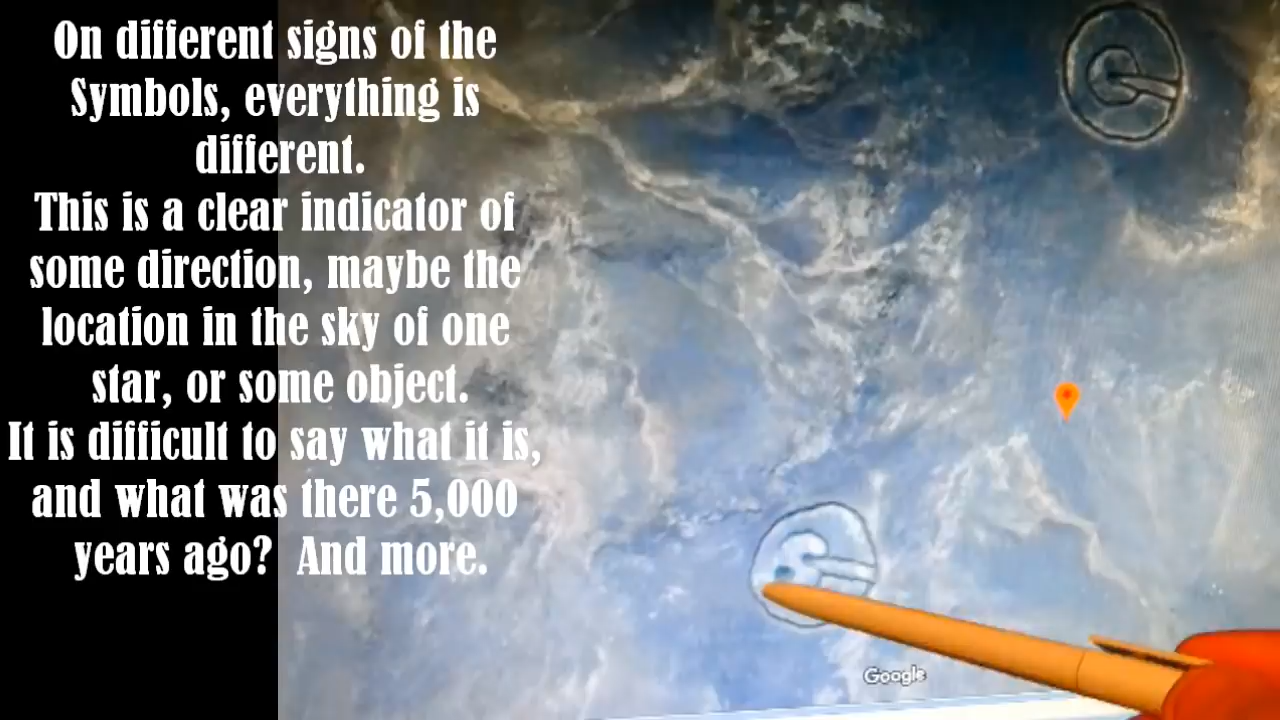 On different signs of the
Symbols, everything is
different.
This is a clear indicator of
some direction, maybe the
location in the sky of one
star, or some object.
It is difficult to say what it is,
and what was there 5,000
years ago?  And more.
Google